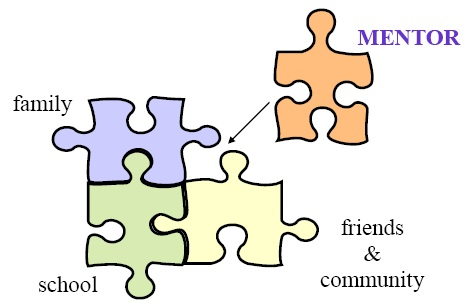 MENTOR
family
friends
&
community
school